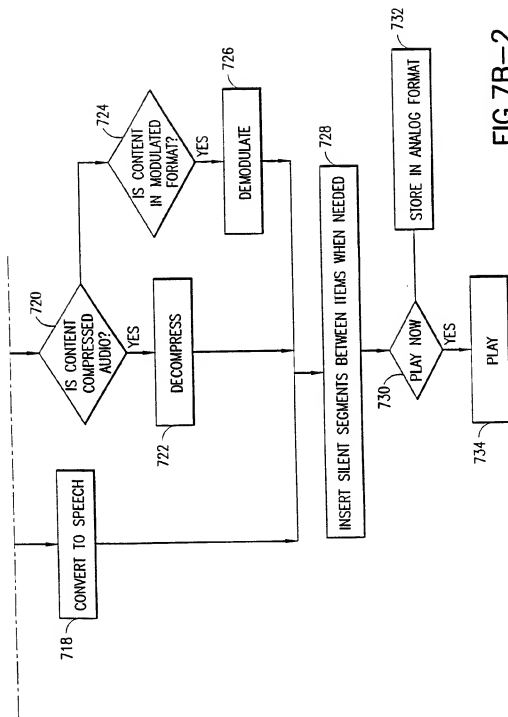 718
CONVERT TO SPEECH
720
IS CONTENT
COMPRESSED
AUDIO?
YES
722
DECOMPRESS
724
IS CONTENT
IN MODULATED
FORMAT?
YES
726
DEMODULATE
728
INSERT SILENT SEGMENTS BETWEEN ITEMS WHEN NEEDED
730
PLAY NOW
YES
732
STORE IN ANALOG FORMAT
734
PLAY
FIG.7B-2